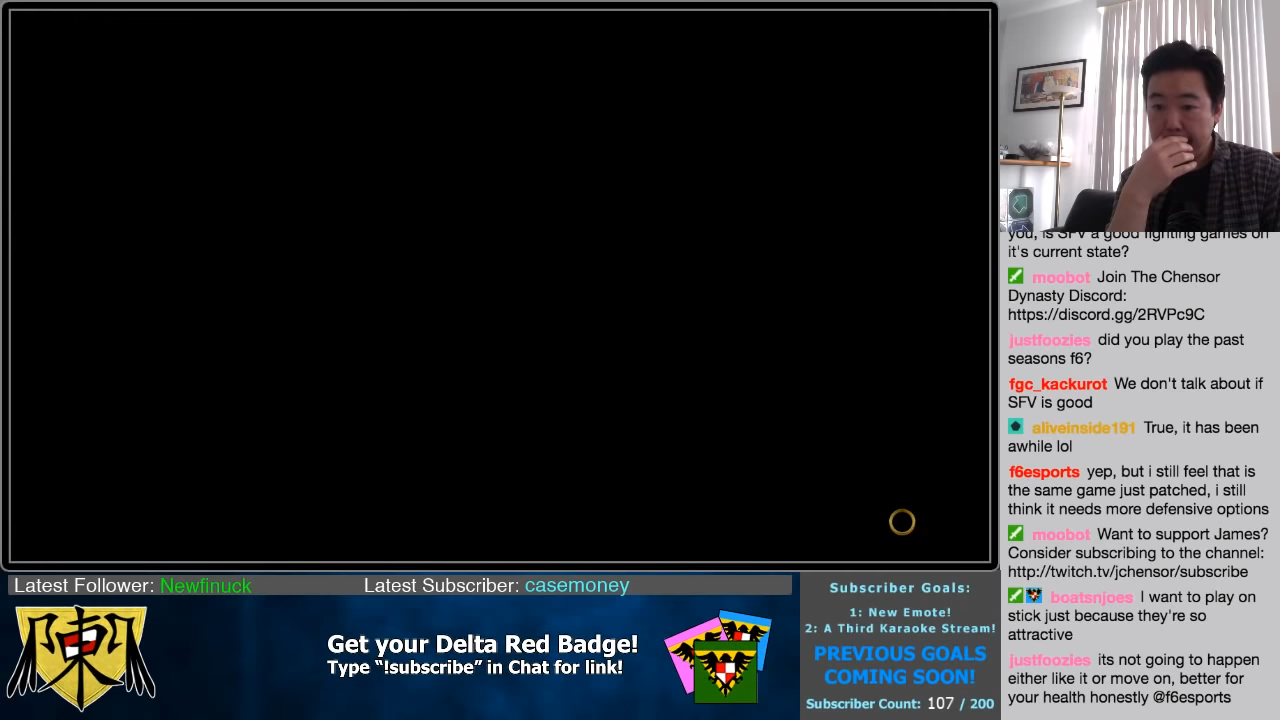 you, is SFV a good fighting games on
it's current state?
moobot Join The Chensor
Dynasty Discord:
https://discord.gg/2RVPc9C
justfoozies did you play the past
seasons f6?
fgc_kackurot We don't talk about if
SFV is good
aliveinside191 True, it has been
awhile lol
f6esports yep, but i still feel that is
the same game just patched, i still
think it needs more defensive options
moobot Want to support James?
Consider subscribing to the channel:
http://twitch.tv/jchensor/subscribe
boatsnjoes I want to play on
stick just because they're so
attractive
justfoozies its not going to happen
either like it or move on, better for
your health honestly @f6esports
Latest Follower: Newfinuck
Latest Subscriber: casemoney
Get your Delta Red Badge!
Type "!subscribe" in Chat for link!
Subscriber Goals:
1: New Emote!
2: A Third Karaoke Stream!
PREVIOUS GOALS
COMING SOON!
Subscriber Count: 107 / 200